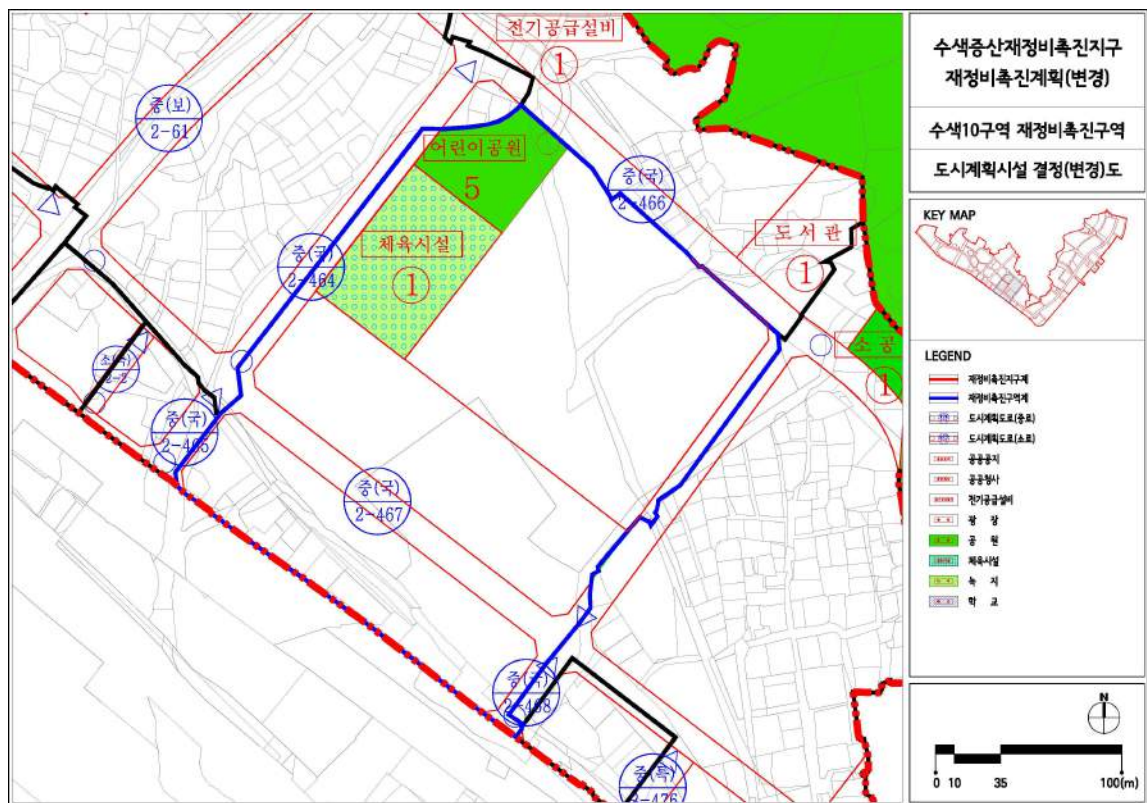 전기공급설비
①
중(보)
2-61
어린이공원
5
중(국)
2-466
중(국)
2-464
체육시설
①
도서관
①
소공
①
2-2
중(국)
2-465
중(국)
2-467
2-468
3-476
수색증산재정비촉진지구
재정비촉진계획(변경)
수색10구역 재정비촉진구역
도시계획시설 결정(변경)도
KEY MAP
LEGEND
재정비촉진지구계
재정비촉진구역계
도시계획도로(중로)
도시계획도로(소로)
공공공지
공공청사
전기공급설비
광 장
공 원
체육시설
녹 지
학 교
N
0 10 35 100(m)